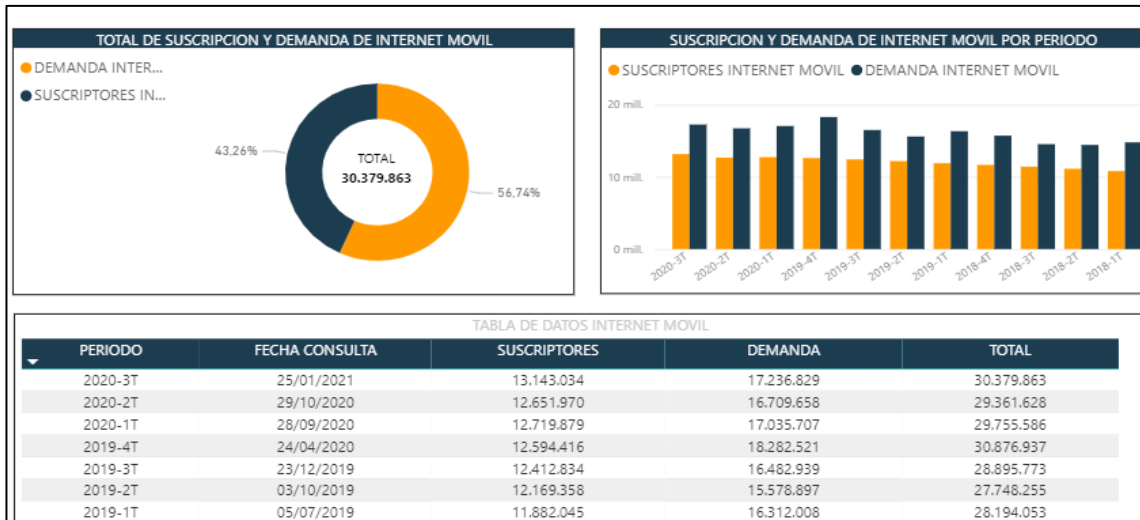 TOTAL DE SUSCRIPCION Y DEMANDA DE INTERNET MOVIL
DEMANDA INTER...
SUSCRIPTORES IN...
43,26%
TOTAL
30.379.863
56,74%
SUSCRIPCION Y DEMANDA DE INTERNET MOVIL POR PERIODO
SUSCRIPTORES INTERNET MOVIL DEMANDA INTERNET MOVIL
20 mill.
10 mill.
0 mill.
2020-3T 2020-2T 2020-1T 2019-4T 2019-3T 2019-2T 2019-1T 2018-4T 2018-3T 2018-2T 2018-1T
TABLA DE DATOS INTERNET MOVIL
PERIODO FECHA CONSULTA SUSCRIPTORES DEMANDA TOTAL
2020-3T 25/01/2021 13.143.034 17.236.829 30.379.863
2020-2T 29/10/2020 12.651.970 16.709.658 29.361.628
2020-1T 28/09/2020 12.719.879 17.035.707 29.755.586
2019-4T 24/04/2020 12.594.416 18.282.521 30.876.937
2019-3T 23/12/2019 12.412.834 16.482.939 28.895.773
2019-2T 03/10/2019 12.169.358 15.578.897 27.748.255
2019-1T 05/07/2019 11.882.045 16.312.008 28.194.053